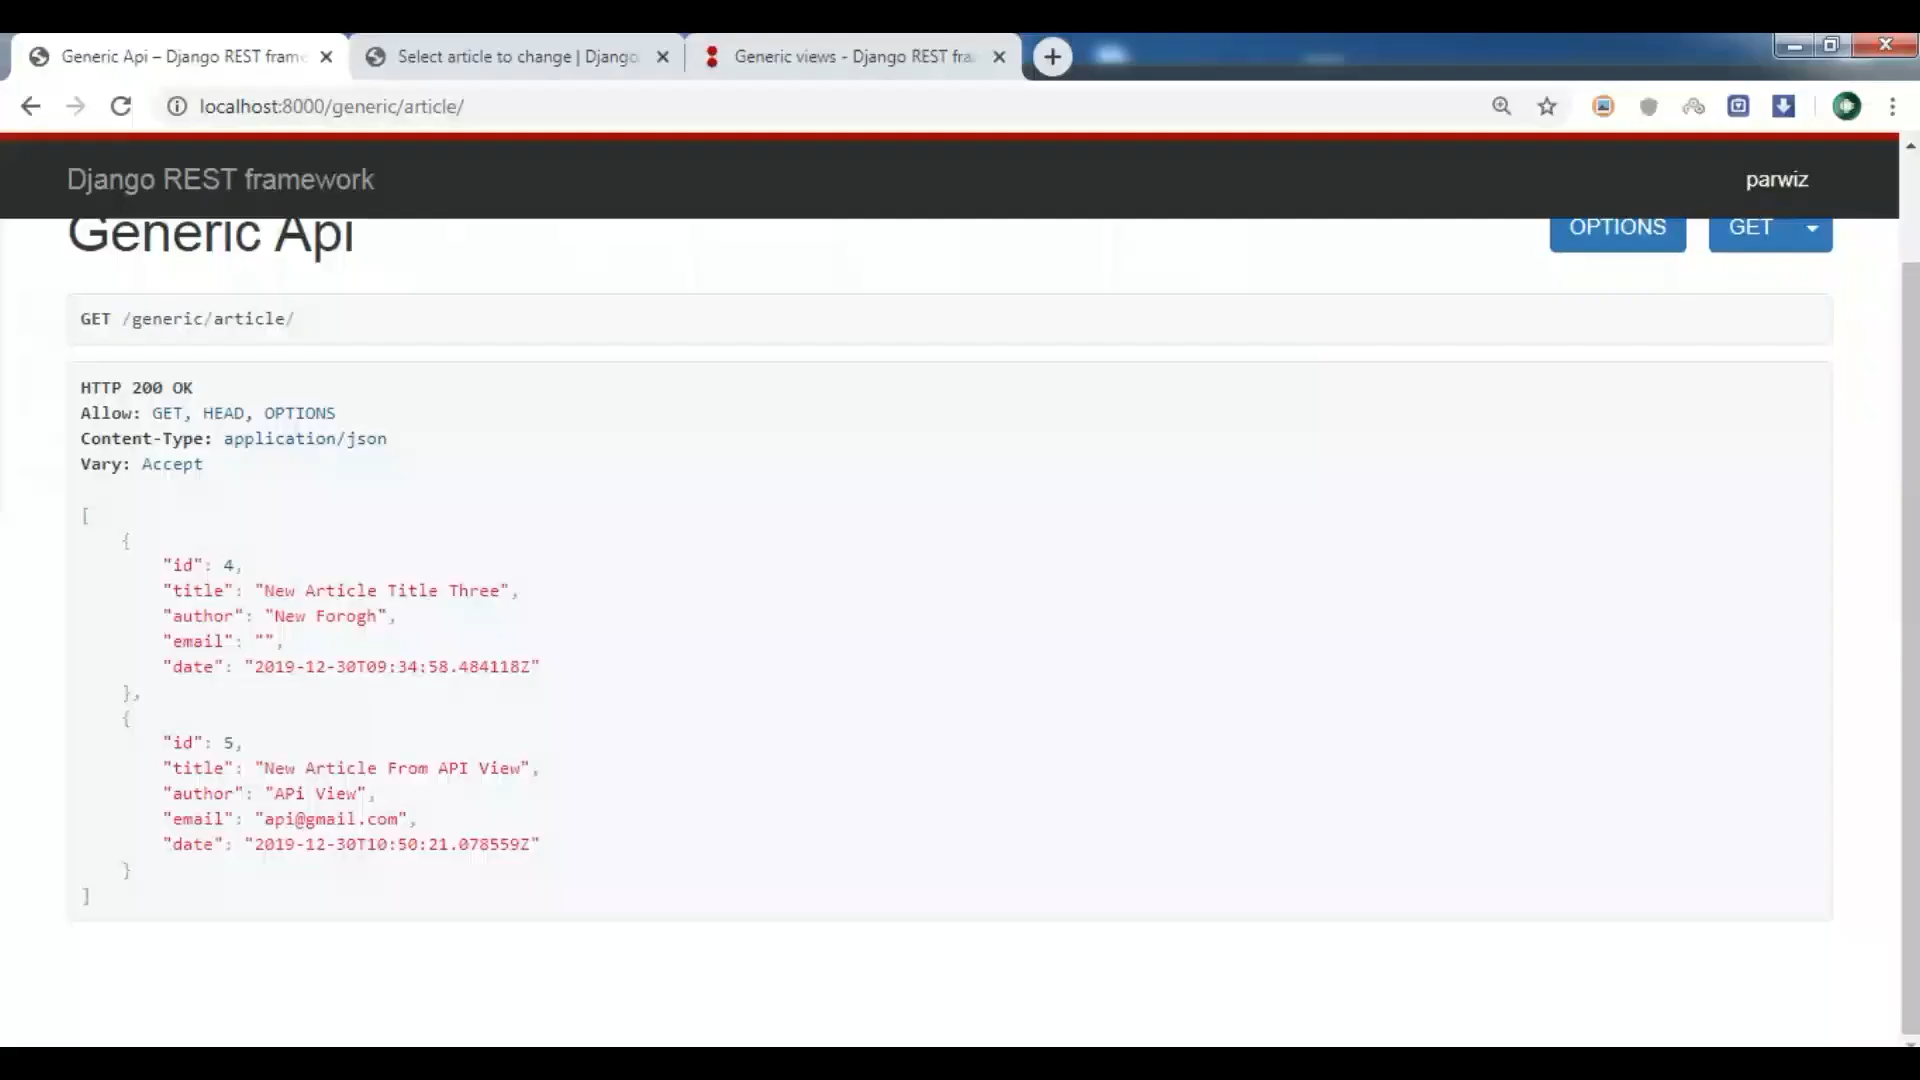 Generic Api – Django REST frame
Select article to change | Django
Generic views - Django REST fra
localhost:8000/generic/article/
Django REST framework
parwiz
Generic Api
OPTIONS
GET
GET /generic/article/
HTTP 200 OK
Allow: GET, HEAD, OPTIONS
Content-Type: application/json
Vary: Accept
[
{
"id": 4,
"title": "New Article Title Three",
"author": "New Forogh",
"email": "",
"date": "2019-12-30T09:34:58.484118Z"
},
{
"id": 5,
"title": "New Article From API View",
"author": "APi View",
"email": "api@gmail.com",
"date": "2019-12-30T10:50:21.078559Z"
}
]